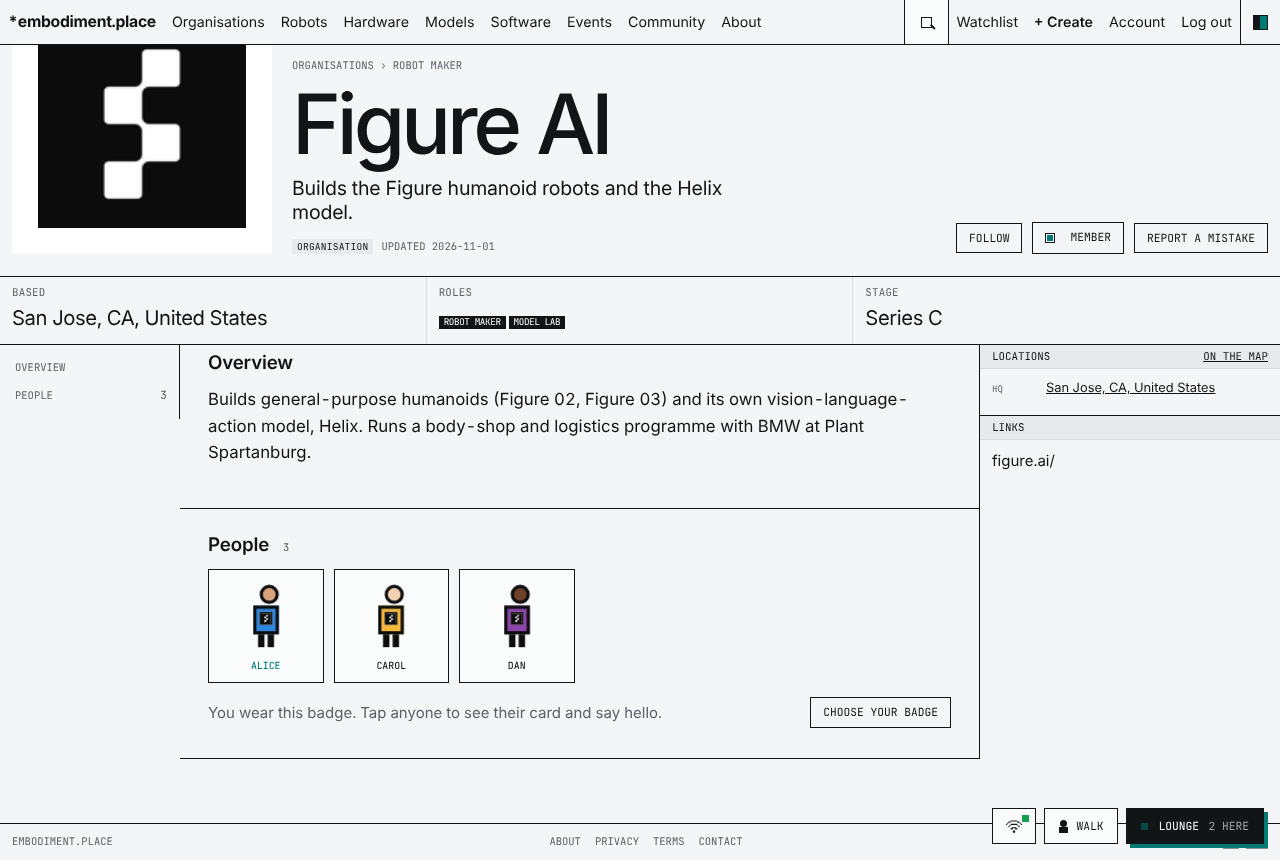 *embodiment.place Organisations Robots Hardware Models Software Events Community About Watchlist + Create Account Log out
ORGANISATIONS › ROBOT MAKER
Figure AI
Builds the Figure humanoid robots and the Helix
model.
ORGANISATION UPDATED 2026-11-01
FOLLOW MEMBER REPORT A MISTAKE
BASED
San Jose, CA, United States
ROLES
ROBOT MAKER MODEL LAB
STAGE
Series C
OVERVIEW
PEOPLE 3
Overview
Builds general-purpose humanoids (Figure 02, Figure 03) and its own vision-language-
action model, Helix. Runs a body-shop and logistics programme with BMW at Plant
Spartanburg.
People 3
ALICE CAROL DAN
You wear this badge. Tap anyone to see their card and say hello.
CHOOSE YOUR BADGE
LOCATIONS ON THE MAP
HQ San Jose, CA, United States
LINKS
figure.ai/
WALK LOUNGE 2 HERE
EMBODIMENT.PLACE ABOUT PRIVACY TERMS CONTACT